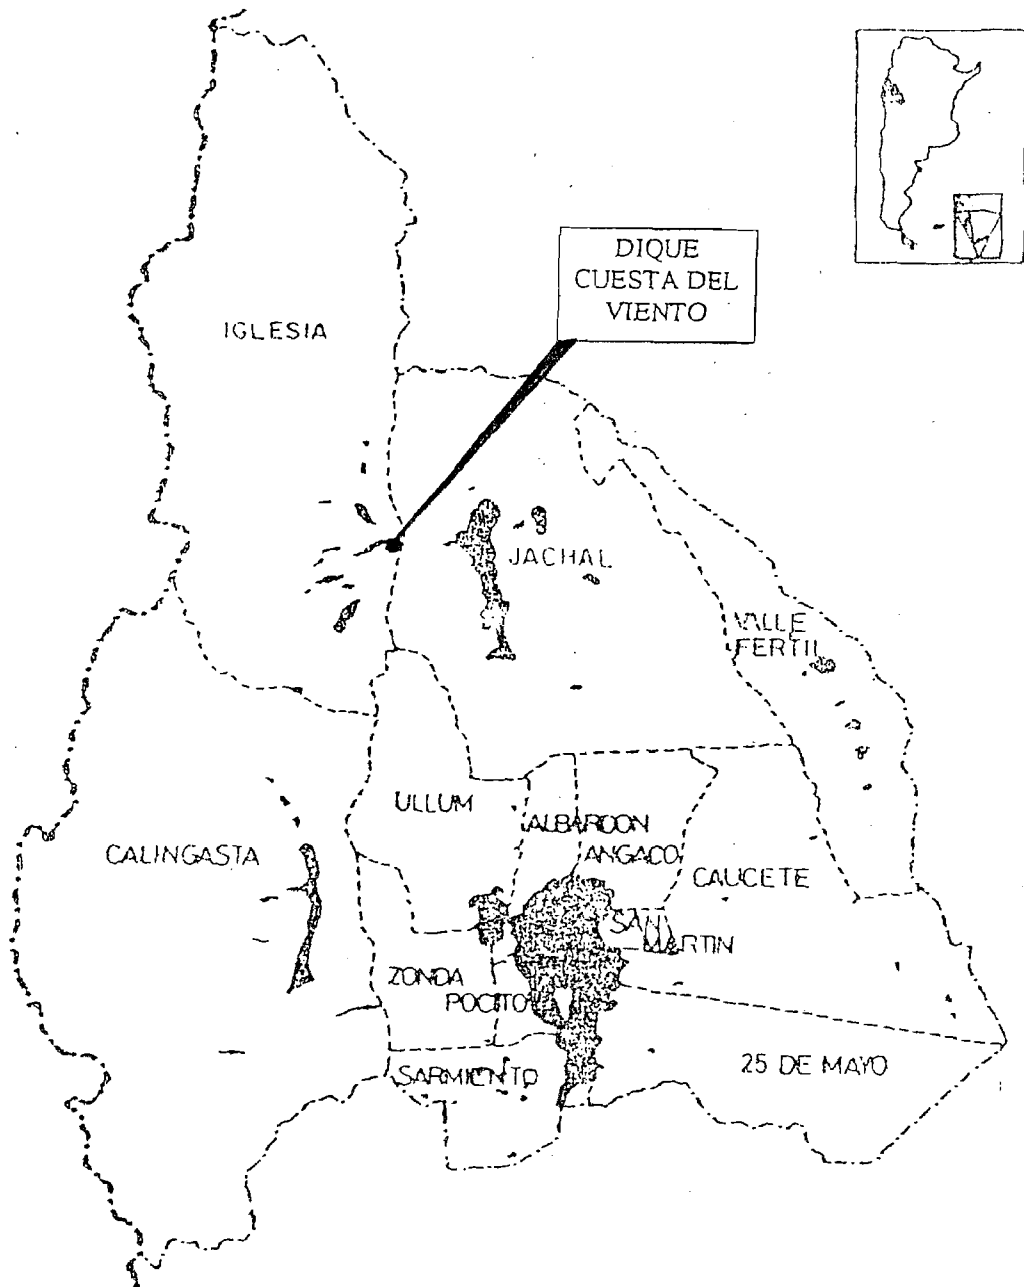 DIQUE
CUESTA DEL
VIENTO
IGLESIA
JACHAL
VALLE
FERTIL
ULLUM
ALBARDON
ANGACO
CALINGASTA
CAUCETE
SAN
MARTIN
ZONDA
POCITO
SARMIENTO
25 DE MAYO